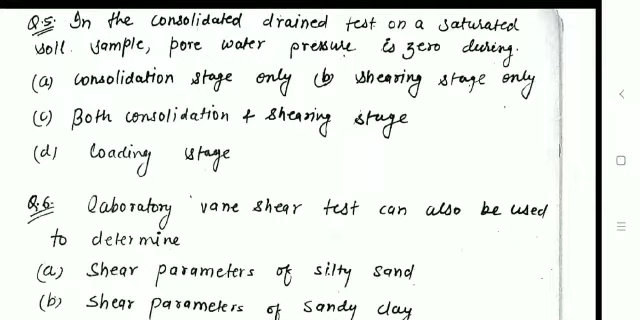 Q.5:- In the consolidated drained test on a saturated
soil sample, pore water pressure is zero during.
(a) consolidation stage only (b) shearing stage only
(c) Both consolidation & shearing stage
(d) loading stage
Q.6:- Laboratory vane shear test can also be used
to determine
(a) Shear parameters of silty sand
(b) Shear parameters of sandy clay